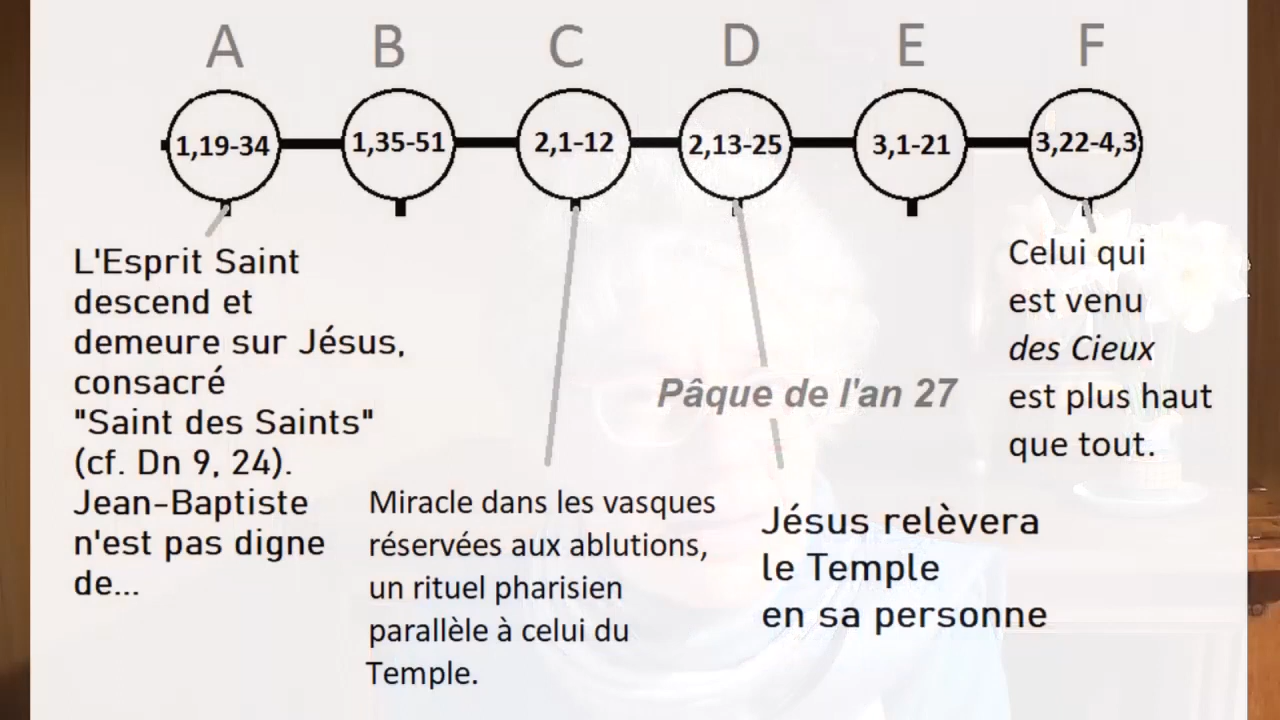 A B C D E F
1,19-34 1,35-51 2,1-12 2,13-25 3,1-21 3,22-4,3
L'Esprit Saint
descend et
demeure sur Jésus,
consacré
"Saint des Saints"
(cf. Dn 9, 24).
Jean-Baptiste
n'est pas digne
de...
Miracle dans les vasques
réservées aux ablutions,
un rituel pharisien
parallèle à celui du
Temple.
Pâque de l'an 27
Jésus relèvera
le Temple
en sa personne
Celui qui
est venu
des Cieux
est plus haut
que tout.